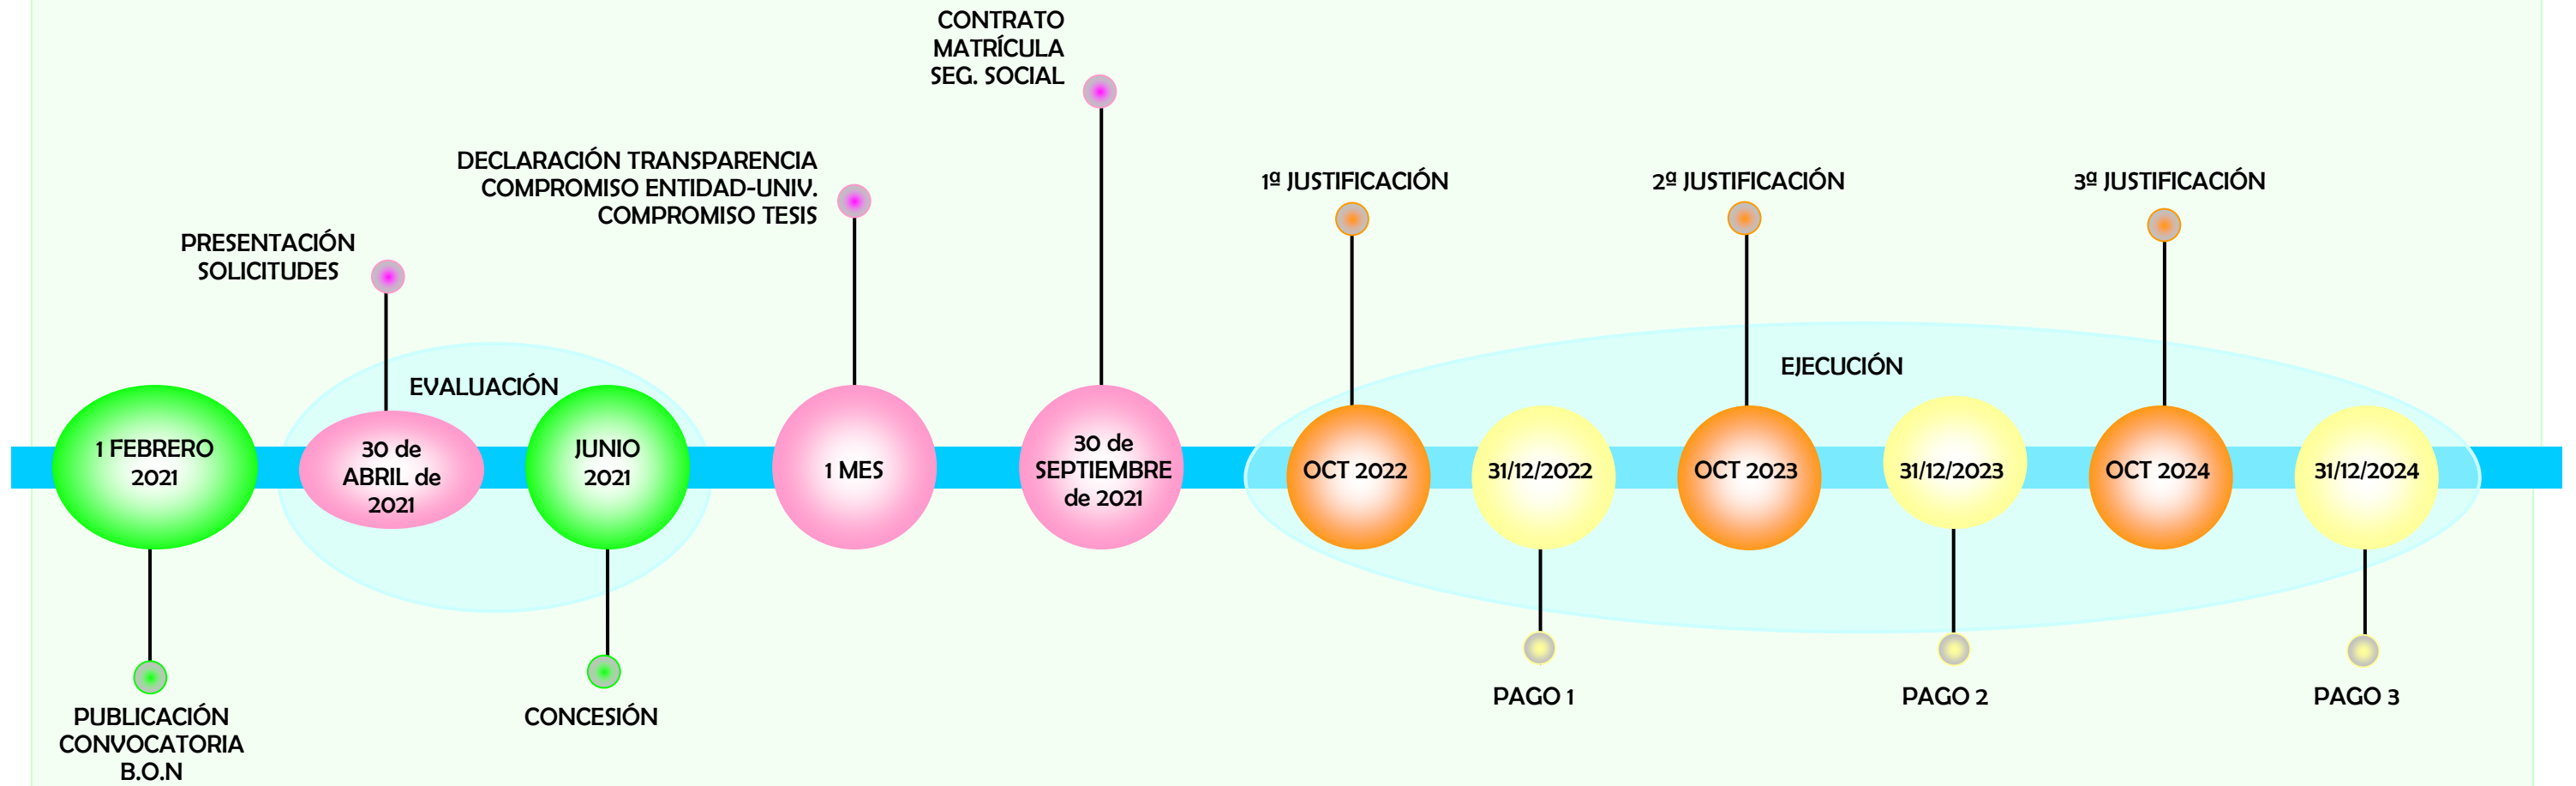 CONTRATO
MATRÍCULA
SEG. SOCIAL
DECLARACIÓN TRANSPARENCIA
COMPROMISO ENTIDAD-UNIV.
COMPROMISO TESIS
1ª JUSTIFICACIÓN
2ª JUSTIFICACIÓN
3ª JUSTIFICACIÓN
PRESENTACIÓN
SOLICITUDES
EVALUACIÓN
EJECUCIÓN
1 FEBRERO
2021
30 de
ABRIL de
2021
JUNIO
2021
1 MES
30 de
SEPTIEMBRE
de 2021
OCT 2022
31/12/2022
OCT 2023
31/12/2023
OCT 2024
31/12/2024
PUBLICACIÓN
CONVOCATORIA
B.O.N
CONCESIÓN
PAGO 1
PAGO 2
PAGO 3